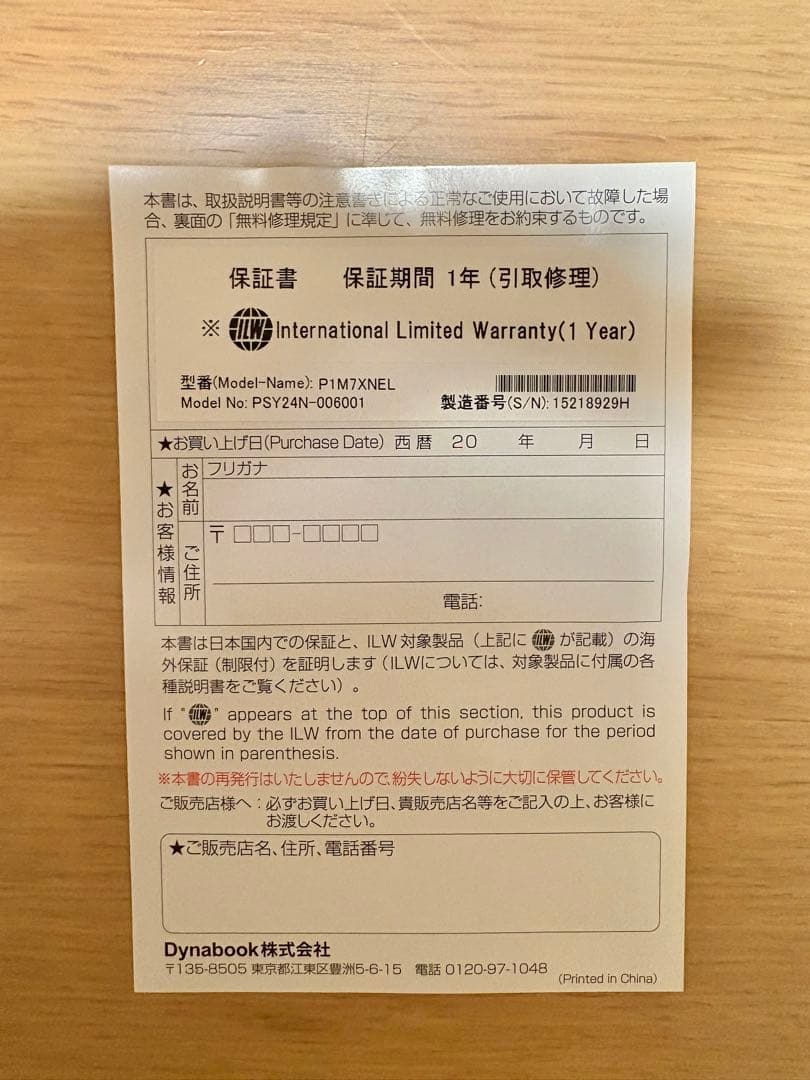 本書は、取扱説明書等の注意書きによる正常なご使用において故障した場
合、裏面の「無料修理規定」に準じて、無料修理をお約束するものです。
保証書 保証期間 1年(引取修理)
※ ILW International Limited Warranty(1 Year)
型番(Model-Name): P1M7XNEL
Model No: PSY24N-006001 製造番号(S/N): 15218929H
★お買い上げ日(Purchase Date) 西暦 20 年 月 日
★お客様情報
お名前
フリガナ
ご住所
〒□□□-□□□□
電話:
本書は日本国内での保証と、ILW対象製品(上記に ILW が記載)の海
外保証(制限付)を証明します(ILWについては、対象製品に付属の各
種説明書をご覧ください)。
If "ILW" appears at the top of this section, this product is
covered by the ILW from the date of purchase for the period
shown in parenthesis.
※本書の再発行はいたしませんので、紛失しないように大切に保管してください。
ご販売店様へ:必ずお買い上げ日、貴販売店名等をご記入の上、お客様に
お渡しください。
★ご販売店名、住所、電話番号
Dynabook株式会社
〒135-8505 東京都江東区豊洲5-6-15 電話 0120-97-1048
(Printed in China)